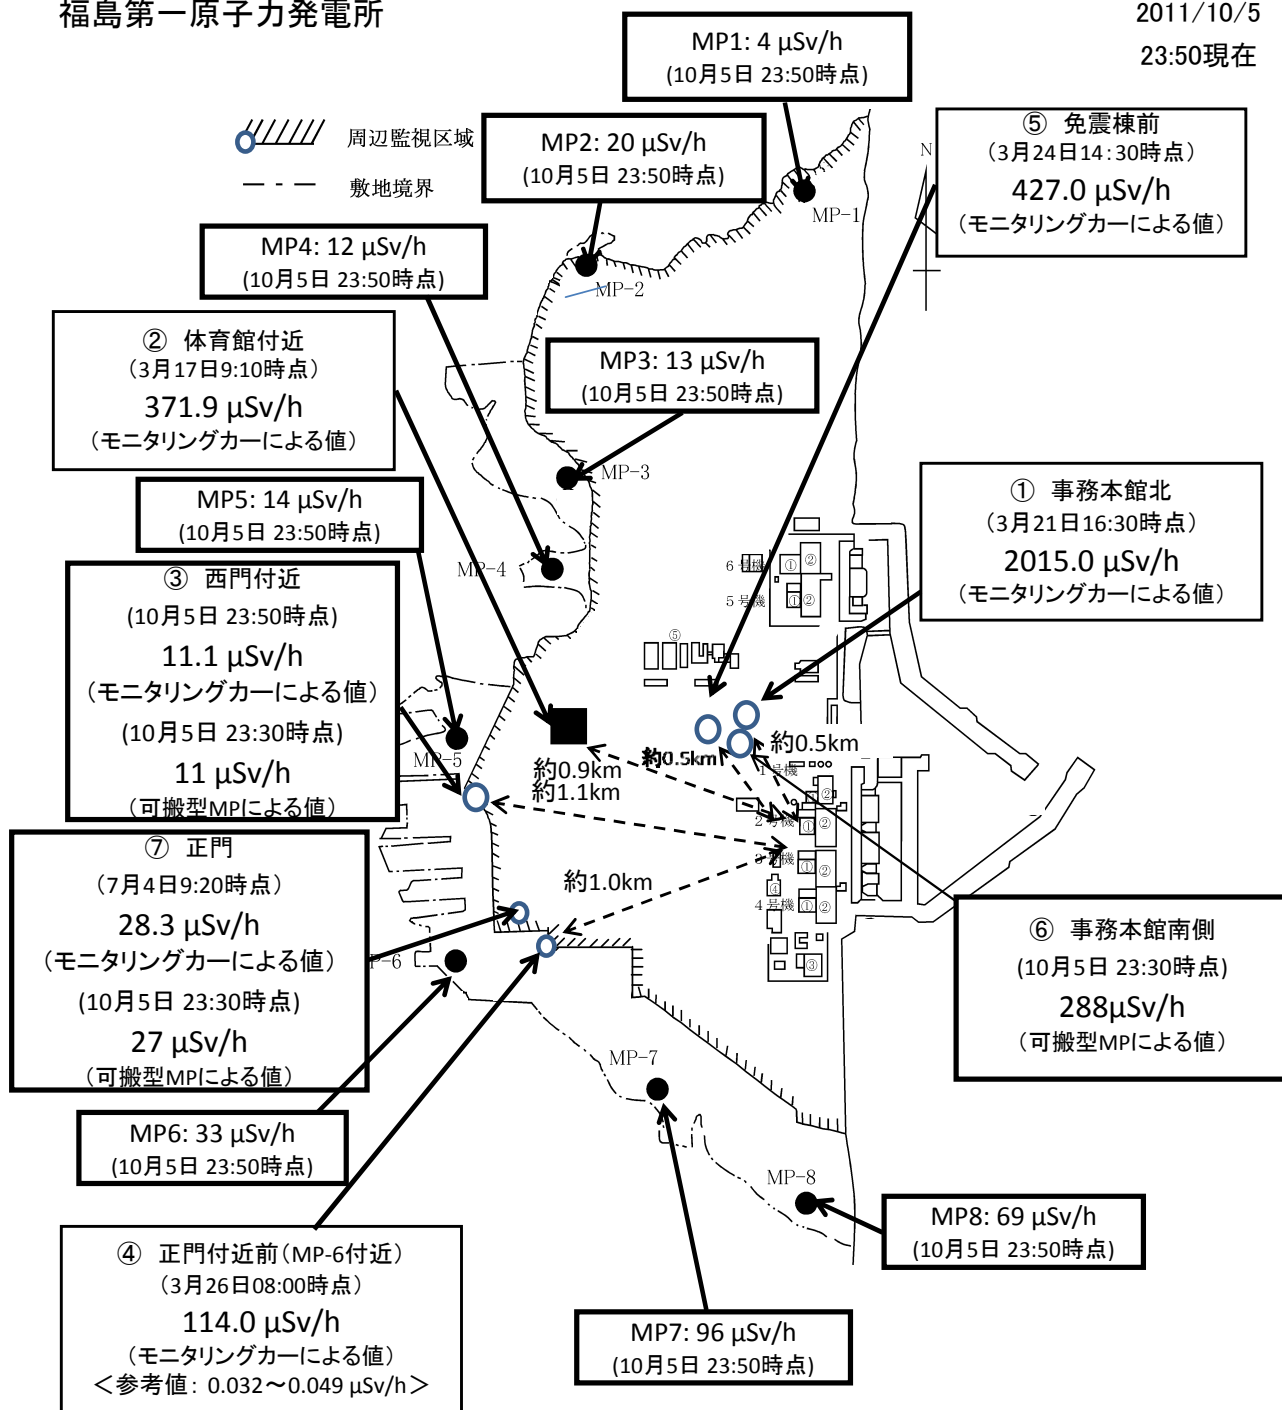 福島第一原子力発電所
2011/10/5
23:50現在
MP1: 4 μSv/h
(10月5日 23:50時点)
周辺監視区域
敷地境界
MP2: 20 μSv/h
(10月5日 23:50時点)
⑤ 免震棟前
(3月24日14:30時点)
427.0 μSv/h
(モニタリングカーによる値)
N
MP-1
MP4: 12 μSv/h
(10月5日 23:50時点)
MP-2
② 体育館付近
(3月17日9:10時点)
371.9 μSv/h
(モニタリングカーによる値)
MP3: 13 μSv/h
(10月5日 23:50時点)
MP-3
MP5: 14 μSv/h
(10月5日 23:50時点)
① 事務本館北
(3月21日16:30時点)
2015.0 μSv/h
(モニタリングカーによる値)
MP-4
6号機
① ②
5号機
① ②
③ 西門付近
(10月5日 23:50時点)
11.1 μSv/h
(モニタリングカーによる値)
(10月5日 23:30時点)
11 μSv/h
(可搬型MPによる値)
⑤
MP-5
約0.9km
約1.1km
約0.5km
約0.5km
1号機
②
2号機
① ②
3号機
① ②
④
4号機
① ②
③
約1.0km
⑦ 正門
(7月4日9:20時点)
28.3 μSv/h
(モニタリングカーによる値)
(10月5日 23:30時点)
27 μSv/h
(可搬型MPによる値)
P-6
⑥ 事務本館南側
(10月5日 23:30時点)
288μSv/h
(可搬型MPによる値)
MP-7
MP6: 33 μSv/h
(10月5日 23:50時点)
MP-8
MP8: 69 μSv/h
(10月5日 23:50時点)
④ 正門付近前(MP-6付近)
(3月26日08:00時点)
114.0 μSv/h
(モニタリングカーによる値)
<参考値: 0.032～0.049 μSv/h>
MP7: 96 μSv/h
(10月5日 23:50時点)